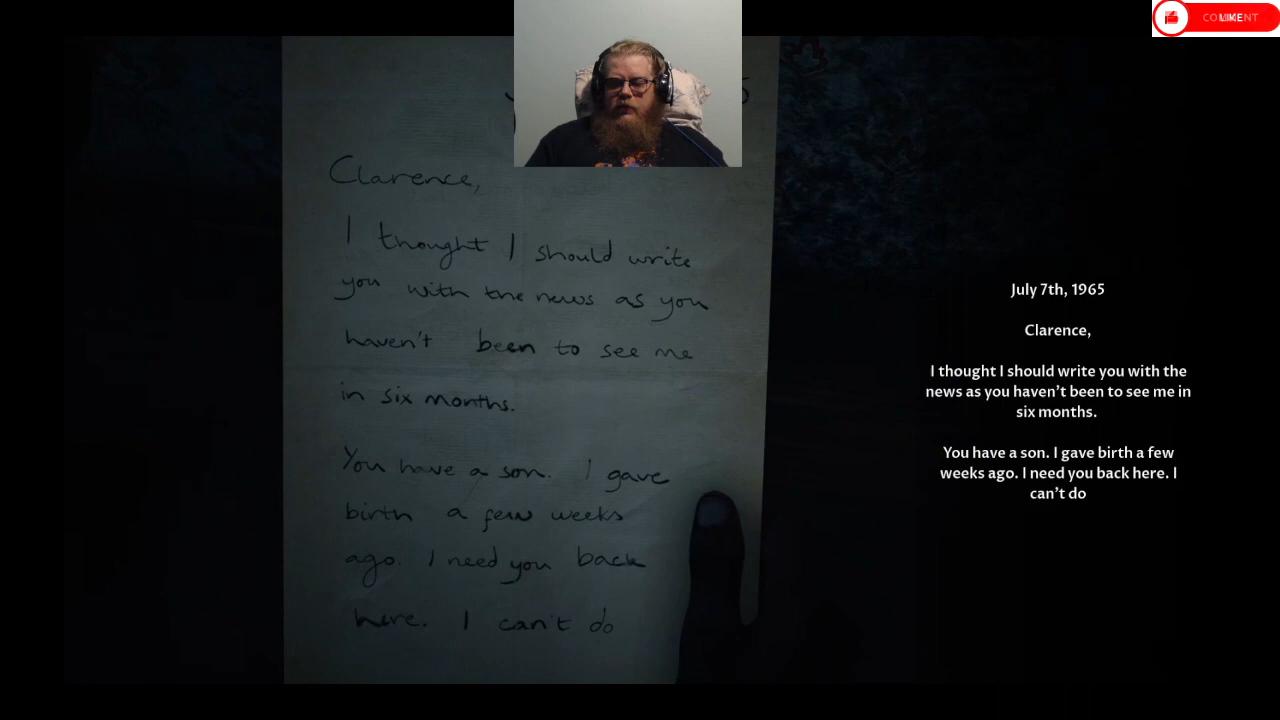 LIKE
5
Clarence,
I thought I should write
you with the news as you
haven't been to see me
in six months.
You have a son. I gave
birth a few weeks
ago. I need you back
here. I can't do
July 7th, 1965
Clarence,
I thought I should write you with the
news as you haven't been to see me in
six months.
You have a son. I gave birth a few
weeks ago. I need you back here. I
can't do